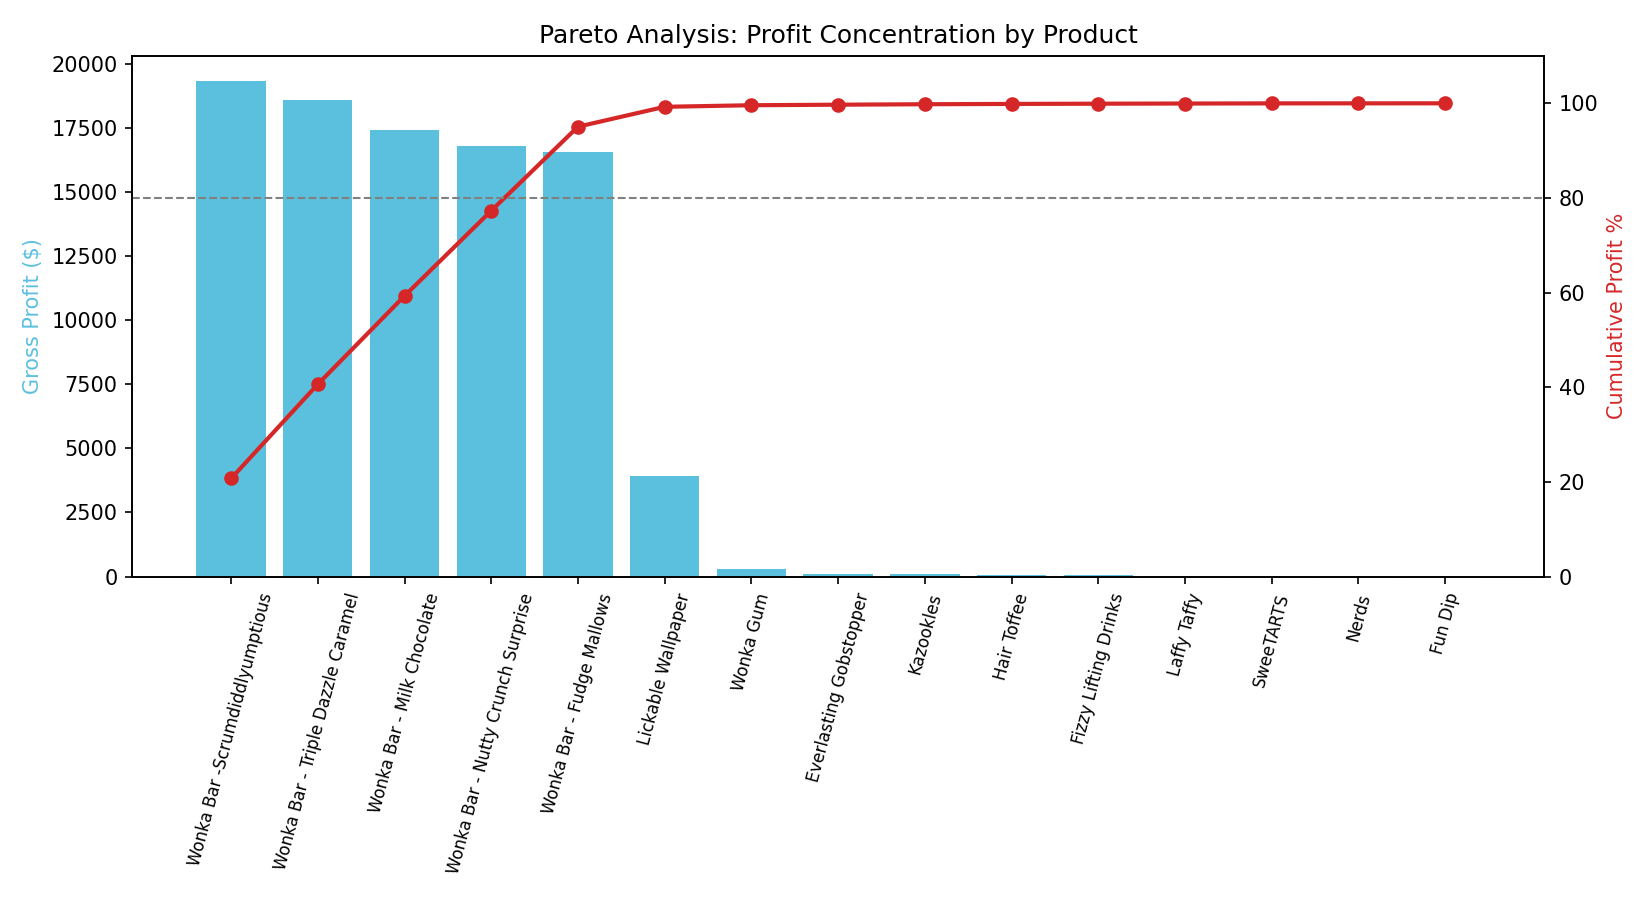 Pareto Analysis: Profit Concentration by Product
Gross Profit ($)
20000
17500
15000
12500
10000
7500
5000
2500
0
100
80
60
40
20
0
Cumulative Profit %
Wonka Bar -Scrumdiddlyumptious
Wonka Bar - Triple Dazzle Caramel
Wonka Bar - Milk Chocolate
Wonka Bar - Nutty Crunch Surprise
Wonka Bar - Fudge Mallows
Lickable Wallpaper
Wonka Gum
Everlasting Gobstopper
Kazookles
Hair Toffee
Fizzy Lifting Drinks
Laffy Taffy
SweeTARTS
Nerds
Fun Dip